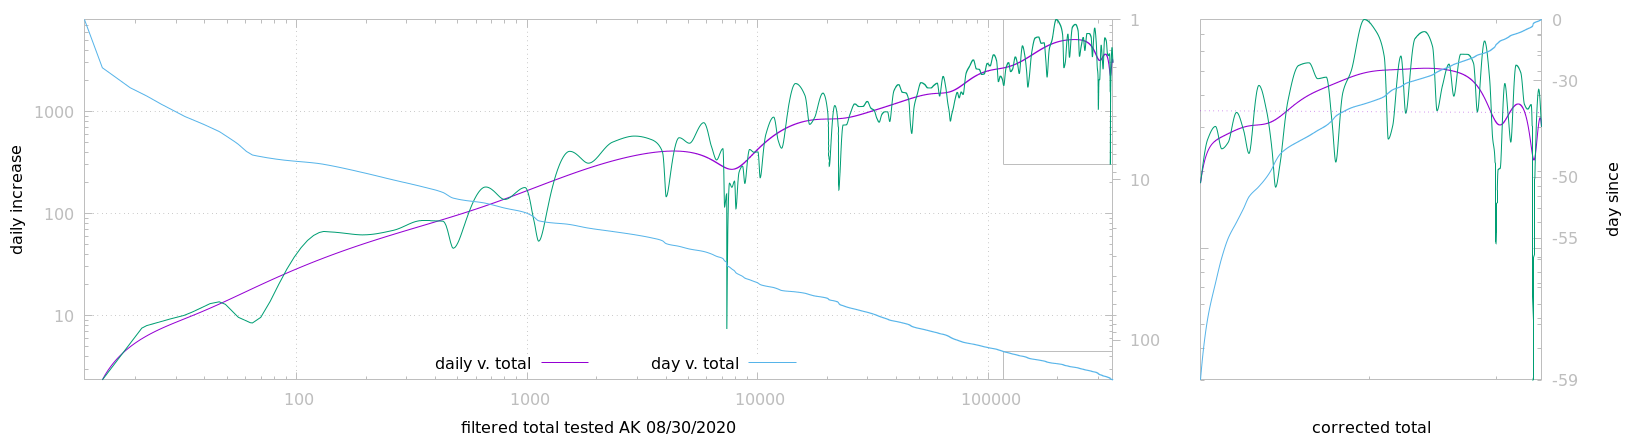 1000
100
10
daily increase
daily v. total
day v. total
100
1000
10000
100000
filtered total tested AK 08/30/2020
1
10
100
0
-30
-50
-55
-59
day since
corrected total